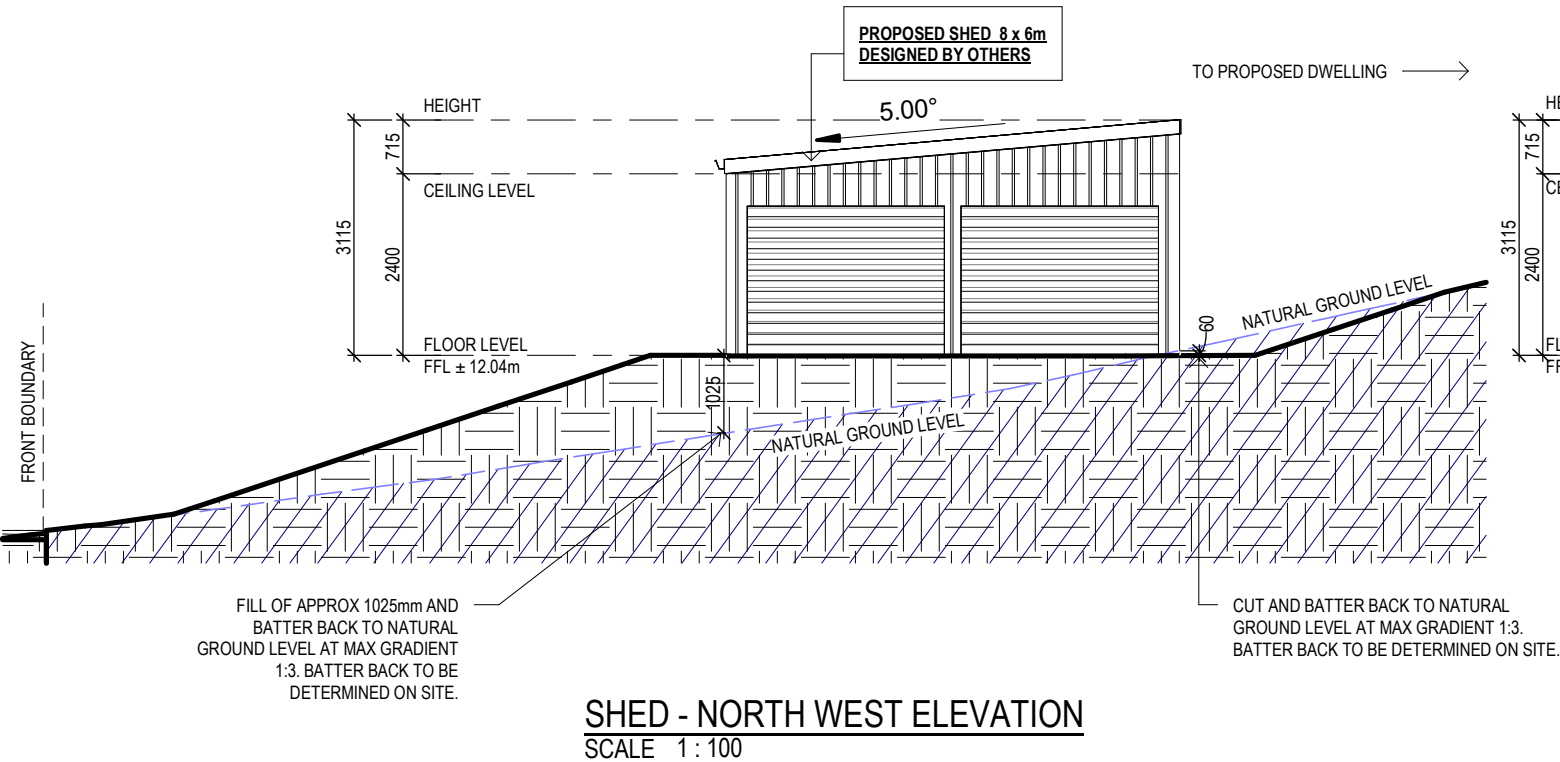 PROPOSED SHED 8 x 6m
DESIGNED BY OTHERS
TO PROPOSED DWELLING
HEIGHT
5.00°
HE
715
715
CEILING LEVEL
CE
3115
2400
3115
2400
NATURAL GROUND LEVEL
60
FRONT BOUNDARY
FLOOR LEVEL
FFL ± 12.04m
FL
FF
1025
NATURAL GROUND LEVEL
FILL OF APPROX 1025mm AND
BATTER BACK TO NATURAL
GROUND LEVEL AT MAX GRADIENT
1:3. BATTER BACK TO BE
DETERMINED ON SITE.
CUT AND BATTER BACK TO NATURAL
GROUND LEVEL AT MAX GRADIENT 1:3.
BATTER BACK TO BE DETERMINED ON SITE.
SHED - NORTH WEST ELEVATION
SCALE 1 : 100